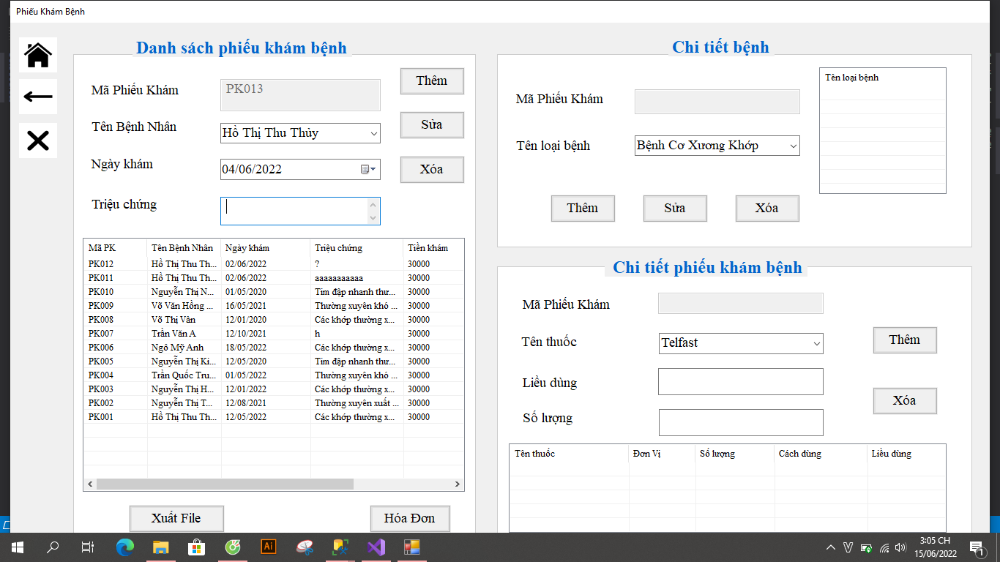 Phiếu Khám Bệnh
Danh sách phiếu khám bệnh
Mã Phiếu Khám PK013 Thêm
Tên Bệnh Nhân Hồ Thị Thu Thủy Sửa
Ngày khám 04/06/2022 Xóa
Triệu chứng
Mã PK Tên Bệnh Nhân Ngày khám Triệu chứng Tiền khám
PK012 Hồ Thị Thu Th... 02/06/2022 ? 30000
PK011 Hồ Thị Thu Th... 02/06/2022 aaaaaaaaaaa 30000
PK010 Nguyễn Thị N... 01/05/2020 Tim đập nhanh thư... 30000
PK009 Võ Văn Hồng ... 16/05/2021 Thường xuyên khó ... 30000
PK008 Võ Thị Vân 12/01/2020 Các khớp thường x... 30000
PK007 Trần Văn A 12/10/2021 h 30000
PK006 Ngô Mỹ Anh 18/05/2022 Các khớp thường x... 30000
PK005 Nguyễn Thị Ki... 12/05/2020 Tim đập nhanh thư... 30000
PK004 Trần Quốc Tru... 01/05/2022 Thường xuyên khó ... 30000
PK003 Nguyễn Thị H... 12/01/2022 Các khớp thường x... 30000
PK002 Nguyễn Thị T... 12/08/2021 Thường xuyên xuất ... 30000
PK001 Hồ Thị Thu Th... 12/05/2022 Các khớp thường x... 30000
Xuất File Hóa Đơn
Chi tiết bệnh
Mã Phiếu Khám
Tên loại bệnh Bệnh Cơ Xương Khớp
Thêm Sửa Xóa
Tên loại bệnh
Chi tiết phiếu khám bệnh
Mã Phiếu Khám
Tên thuốc Telfast Thêm
Liều dùng
Xóa
Số lượng
Tên thuốc Đơn Vị Số lượng Cách dùng Liều dùng
Ai
3:05 CH
15/06/2022
1